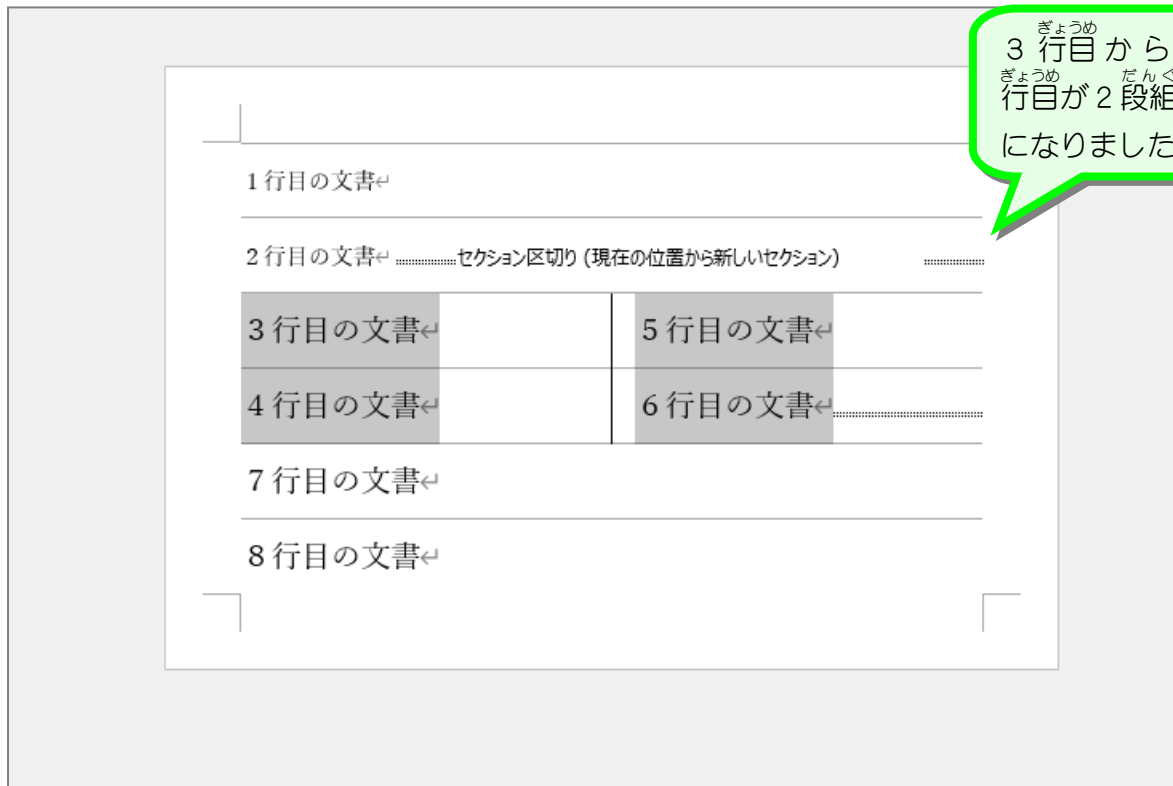 3 行目から
行目が2段組
になりました
1 行目の文書↵
2 行目の文書↵ セクション区切り (現在の位置から新しいセクション)
3 行目の文書↵
5 行目の文書↵
4 行目の文書↵
6 行目の文書↵
7 行目の文書↵
8 行目の文書↵